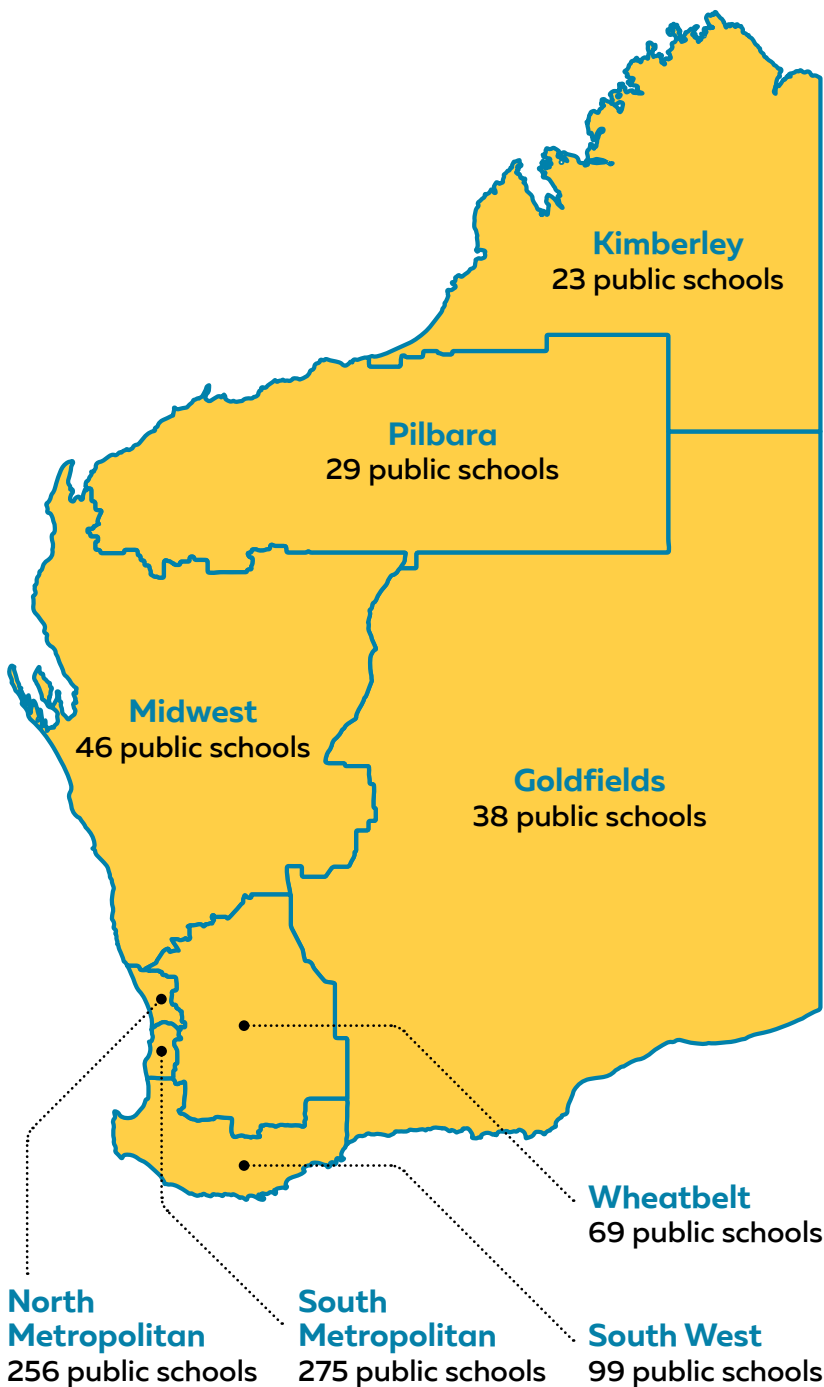 Kimberley
23 public schools
Pilbara
29 public schools
Midwest
46 public schools
Goldfields
38 public schools
Wheatbelt
69 public schools
North
Metropolitan
256 public schools
South
Metropolitan
275 public schools
South West
99 public schools